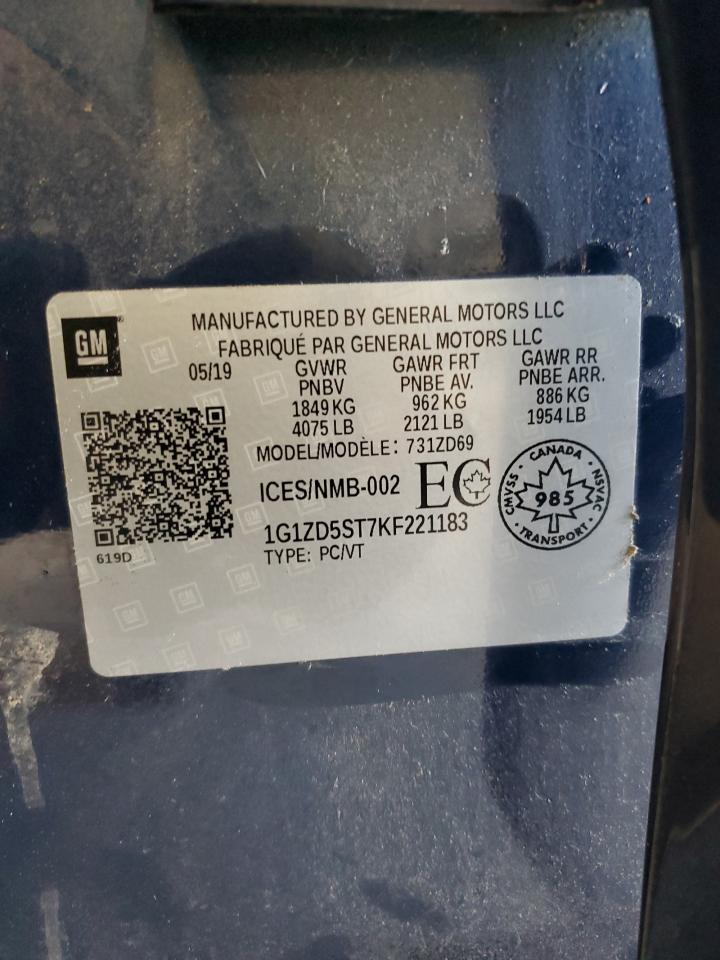 GM
MANUFACTURED BY GENERAL MOTORS LLC
FABRIQUÉ PAR GENERAL MOTORS LLC
05/19
GVWR
PNBV
1849 KG
4075 LB
GAWR FRT
PNBE AV.
962 KG
2121 LB
GAWR RR
PNBE ARR.
886 KG
1954 LB
MODEL/MODÈLE: 731ZD69
ICES/NMB-002
EC
CANADA
CMVSS
985
NSVAC
TRANSPORT
1G1ZD5ST7KF221183
TYPE: PC/VT
619D